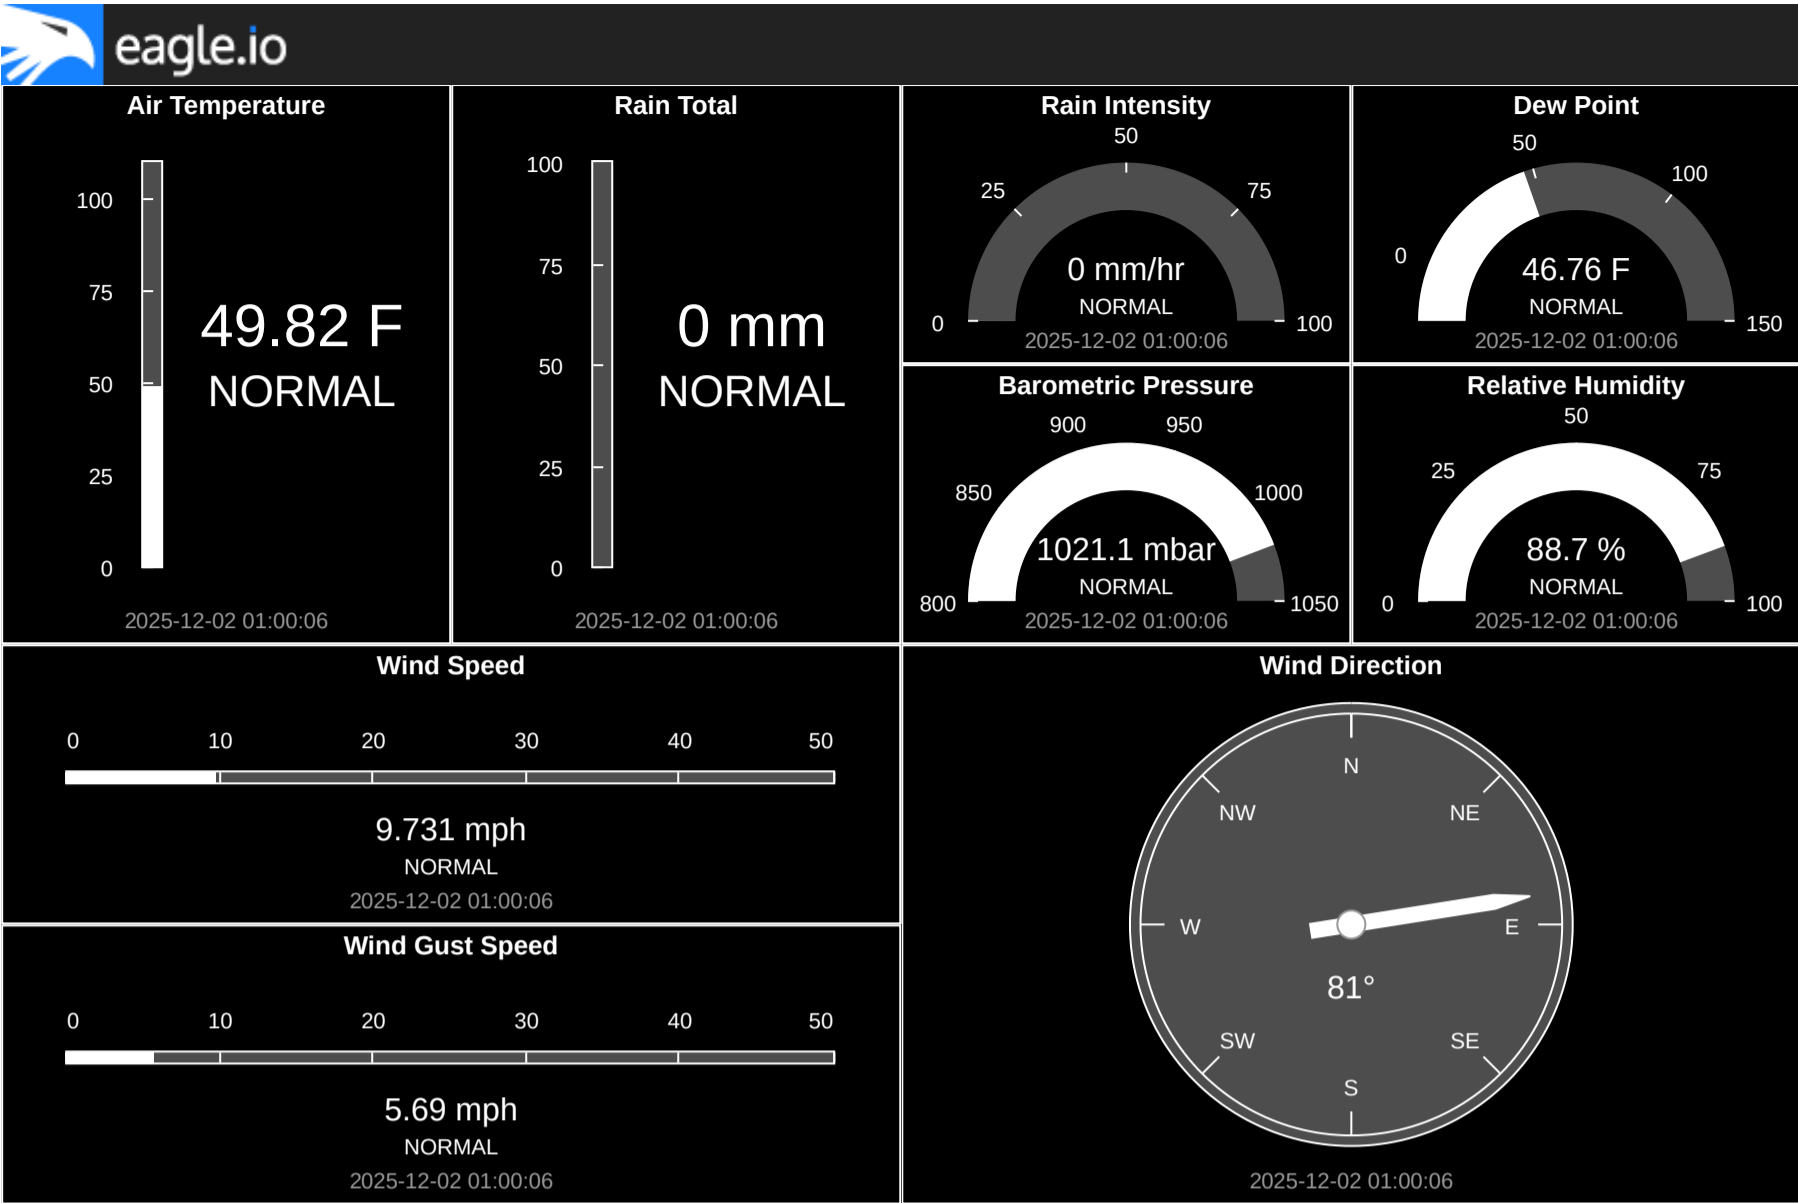 eagle.io
Air Temperature
100
75
50
25
0
49.82 F
NORMAL
2025-12-02 01:00:06
Rain Total
100
75
50
25
0
0 mm
NORMAL
2025-12-02 01:00:06
Rain Intensity
0
25
50
75
100
0 mm/hr
NORMAL
2025-12-02 01:00:06
Dew Point
0
50
100
150
46.76 F
NORMAL
2025-12-02 01:00:06
Barometric Pressure
800
850
900
950
1000
1050
1021.1 mbar
NORMAL
2025-12-02 01:00:06
Relative Humidity
0
25
50
75
100
88.7 %
NORMAL
2025-12-02 01:00:06
Wind Speed
0 10 20 30 40 50
9.731 mph
NORMAL
2025-12-02 01:00:06
Wind Gust Speed
0 10 20 30 40 50
5.69 mph
NORMAL
2025-12-02 01:00:06
Wind Direction
N
NW NE
W E
81°
SW SE
S
2025-12-02 01:00:06